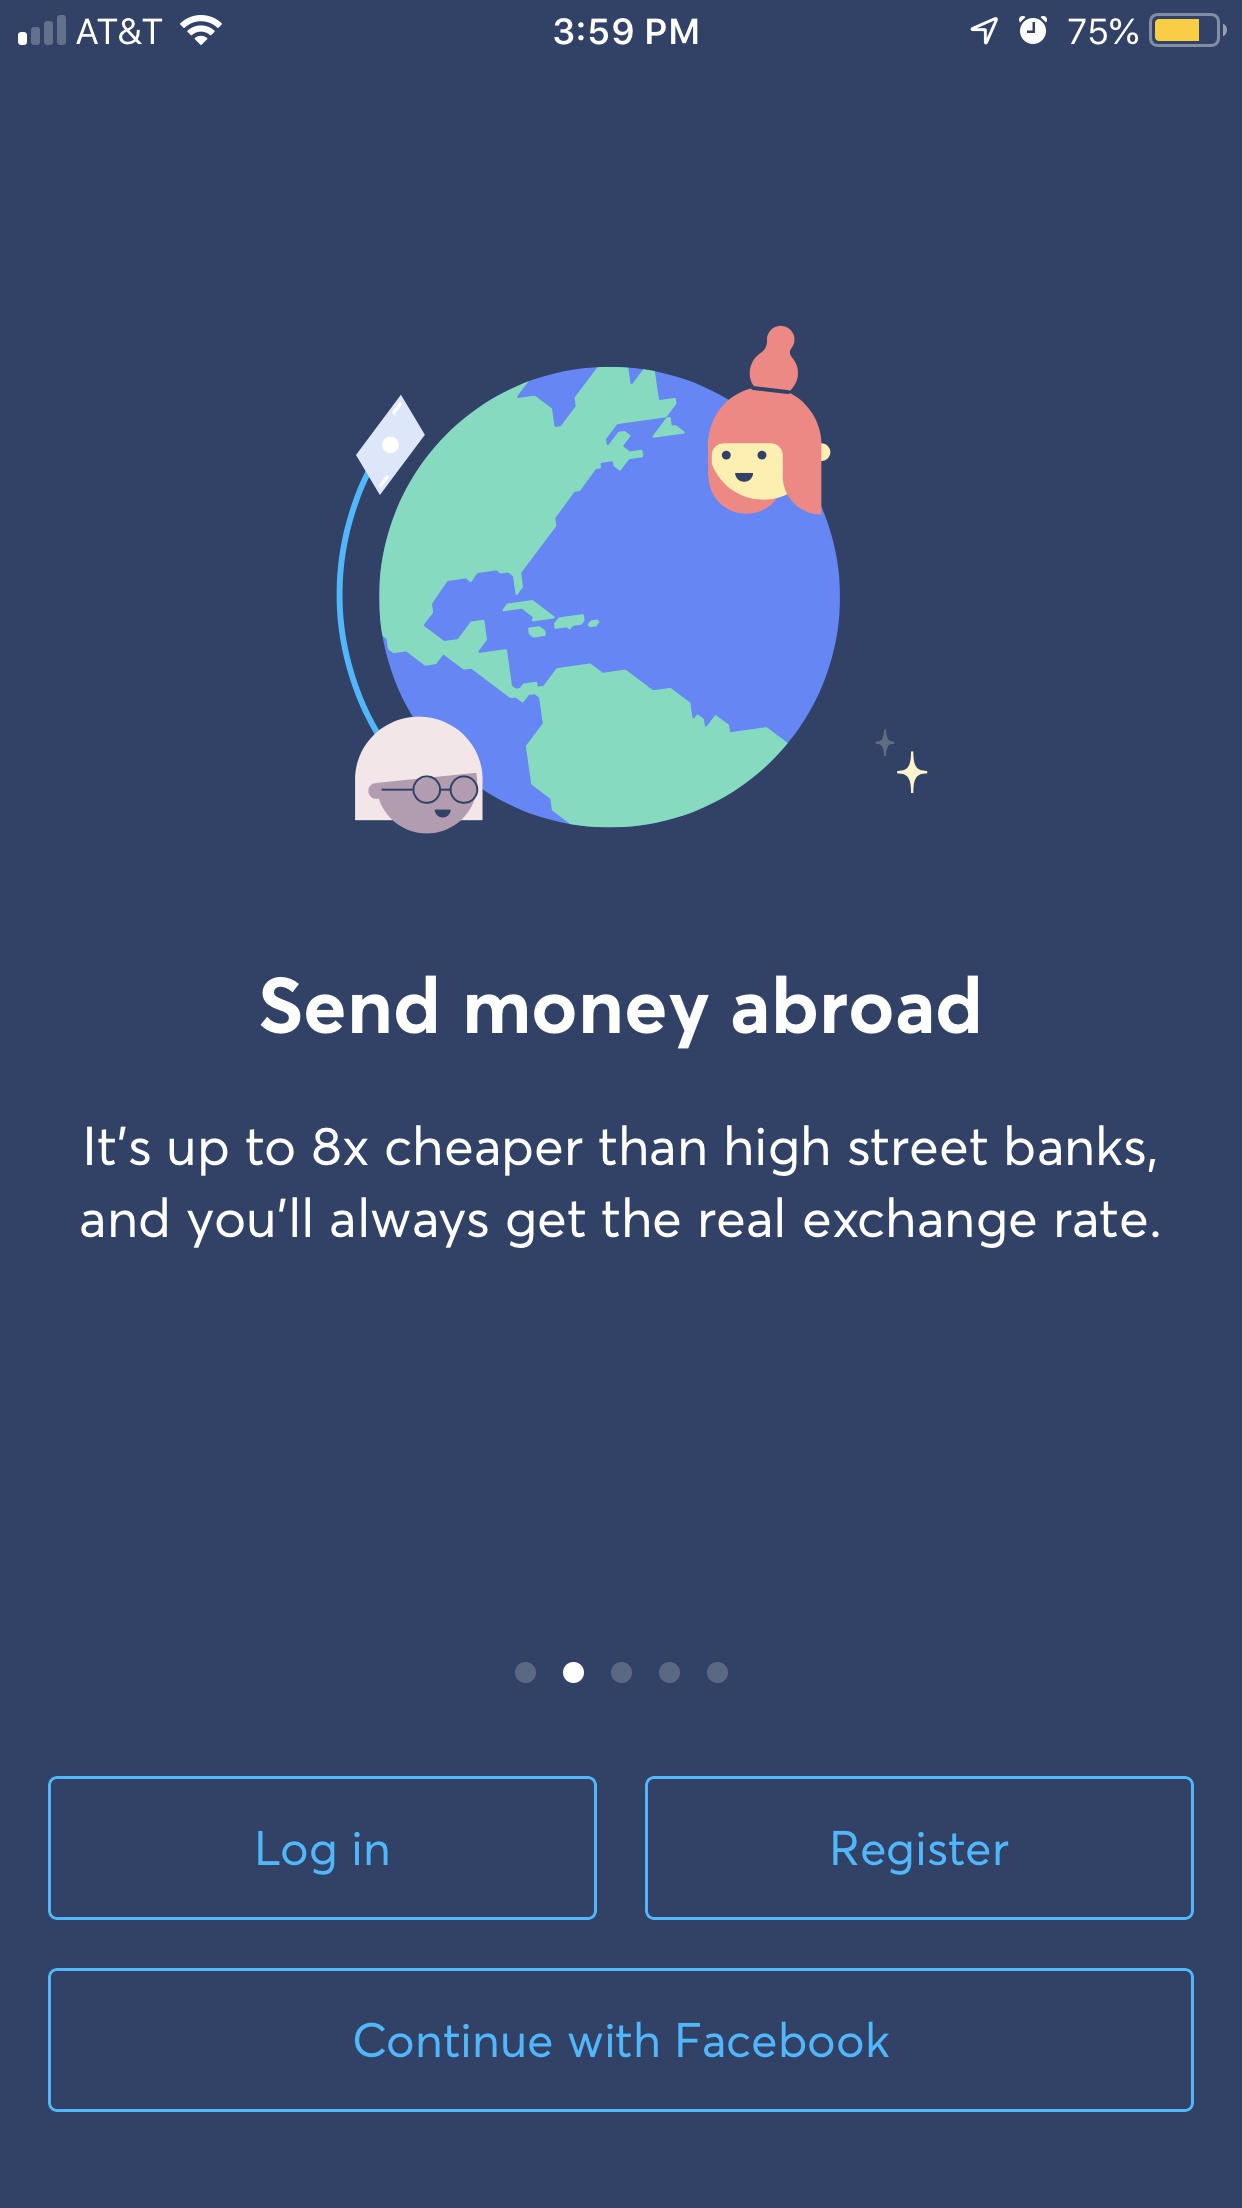 AT&T 3:59 PM 75%
Send money abroad
It's up to 8x cheaper than high street banks,
and you'll always get the real exchange rate.
Log in Register
Continue with Facebook